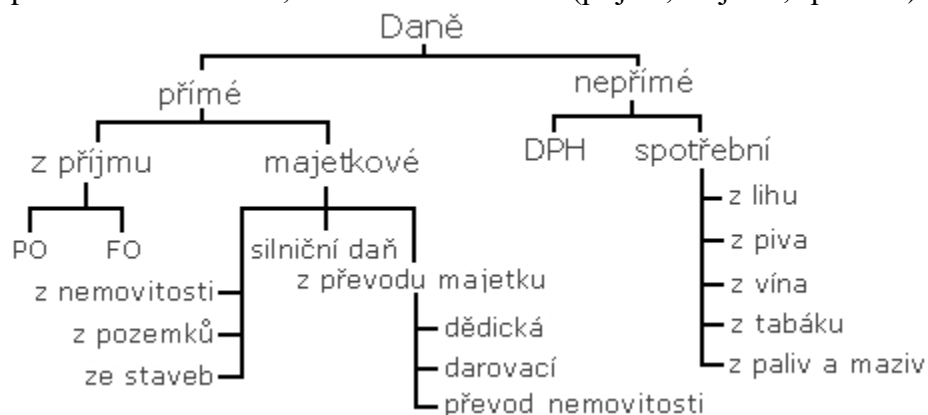 Daně
přímé
nepřímé
z příjmu
majetkové
DPH
spotřební
PO
FO
silniční daň
z převodu majetku
z nemovitosti
z pozemků
ze staveb
dědická
darovací
převod nemovitosti
z lihu
z piva
z vína
z tabáku
z paliv a maziv